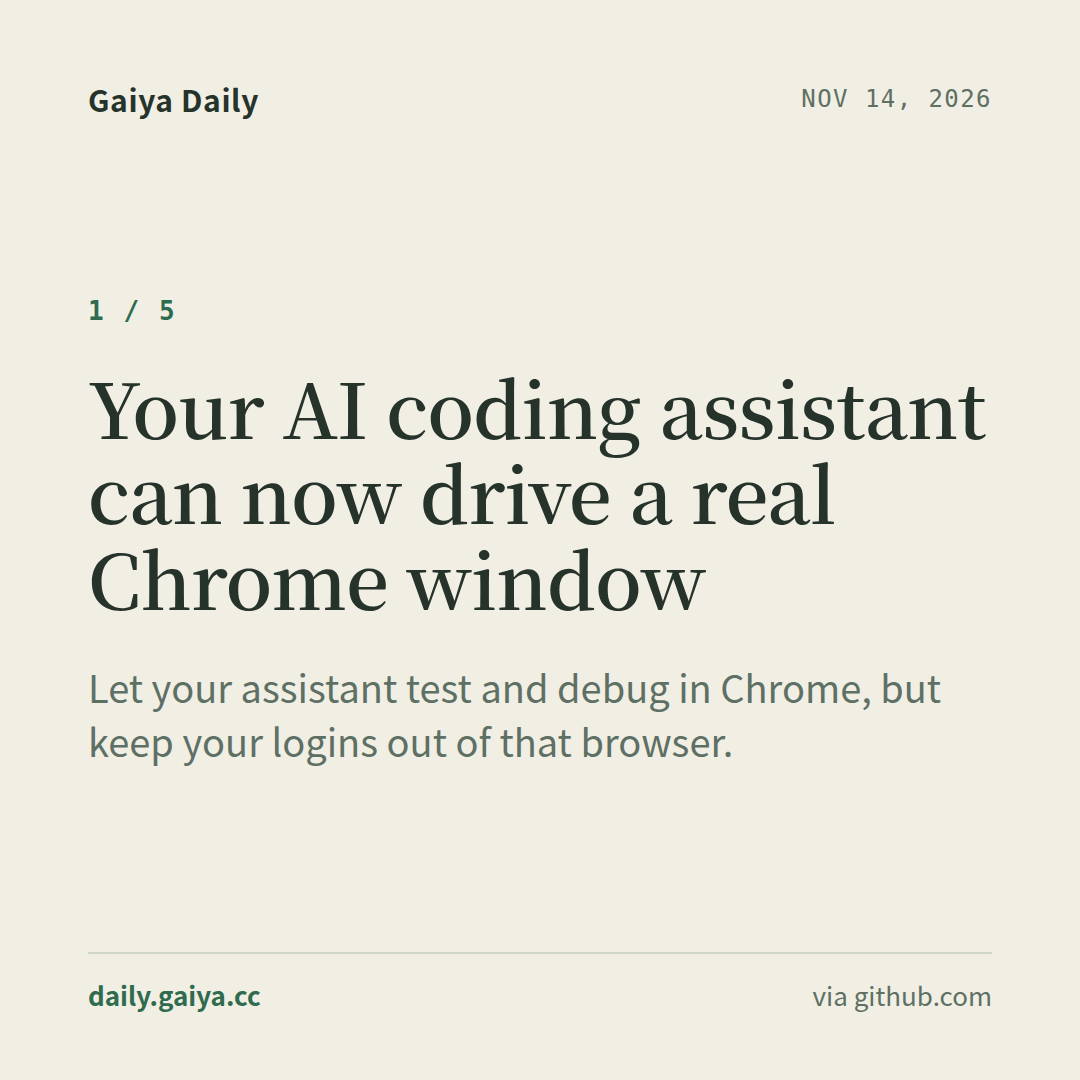 Gaiya Daily
NOV 14, 2026
1 / 5
Your AI coding assistant
can now drive a real
Chrome window
Let your assistant test and debug in Chrome, but
keep your logins out of that browser.
daily.gaiya.cc
via github.com